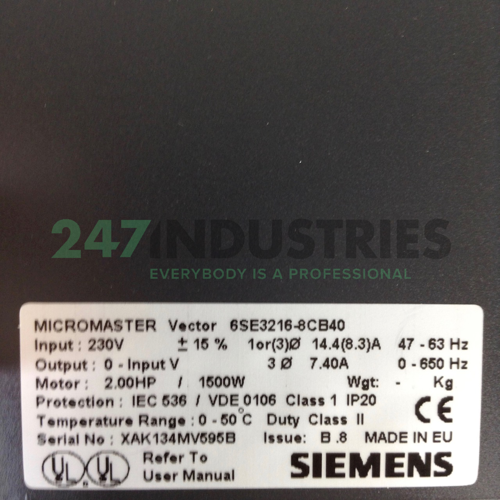 247INDUSTRIES
EVERYBODY IS A PROFESSIONAL
MICROMASTER Vector 6SE3216-8CB40
Input : 230V ± 15 % 1or(3)Ø 14.4(8.3)A 47 - 63 Hz
Output : 0 - Input V 3 Ø 7.40A 0 - 650 Hz
Motor : 2.00HP / 1500W Wgt: - Kg
Protection : IEC 536 / VDE 0106 Class 1 IP20
Temperature Range : 0 - 50°C Duty Class II CE
Serial No : XAK134MV595B Issue: B .8 MADE IN EU
UL UL Refer To
User Manual SIEMENS